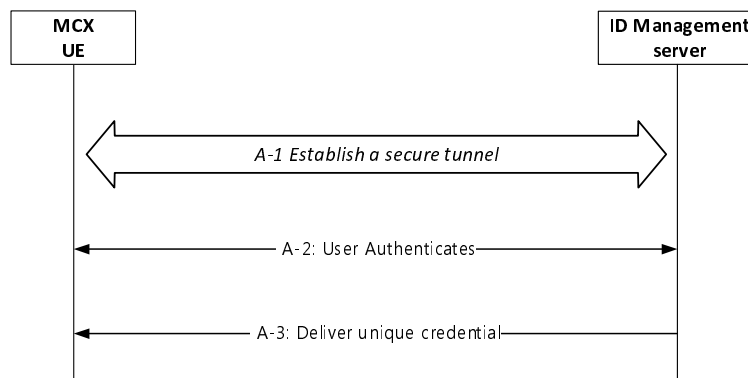 MCX
UE
ID Management
server
A-1 Establish a secure tunnel
A-2: User Authenticates
A-3: Deliver unique credential